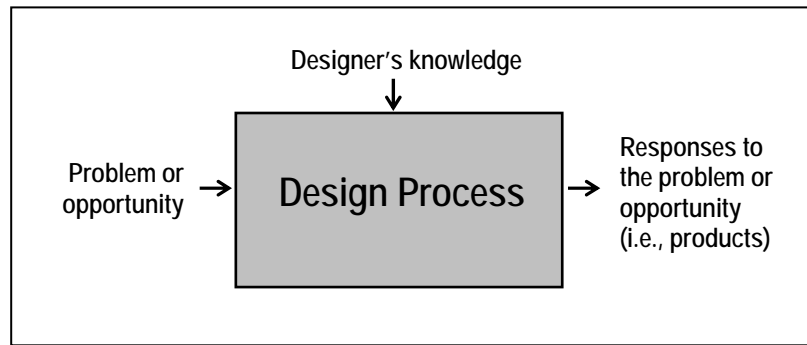 Designer's knowledge
Problem or
opportunity
Design Process
Responses to
the problem or
opportunity
(i.e., products)